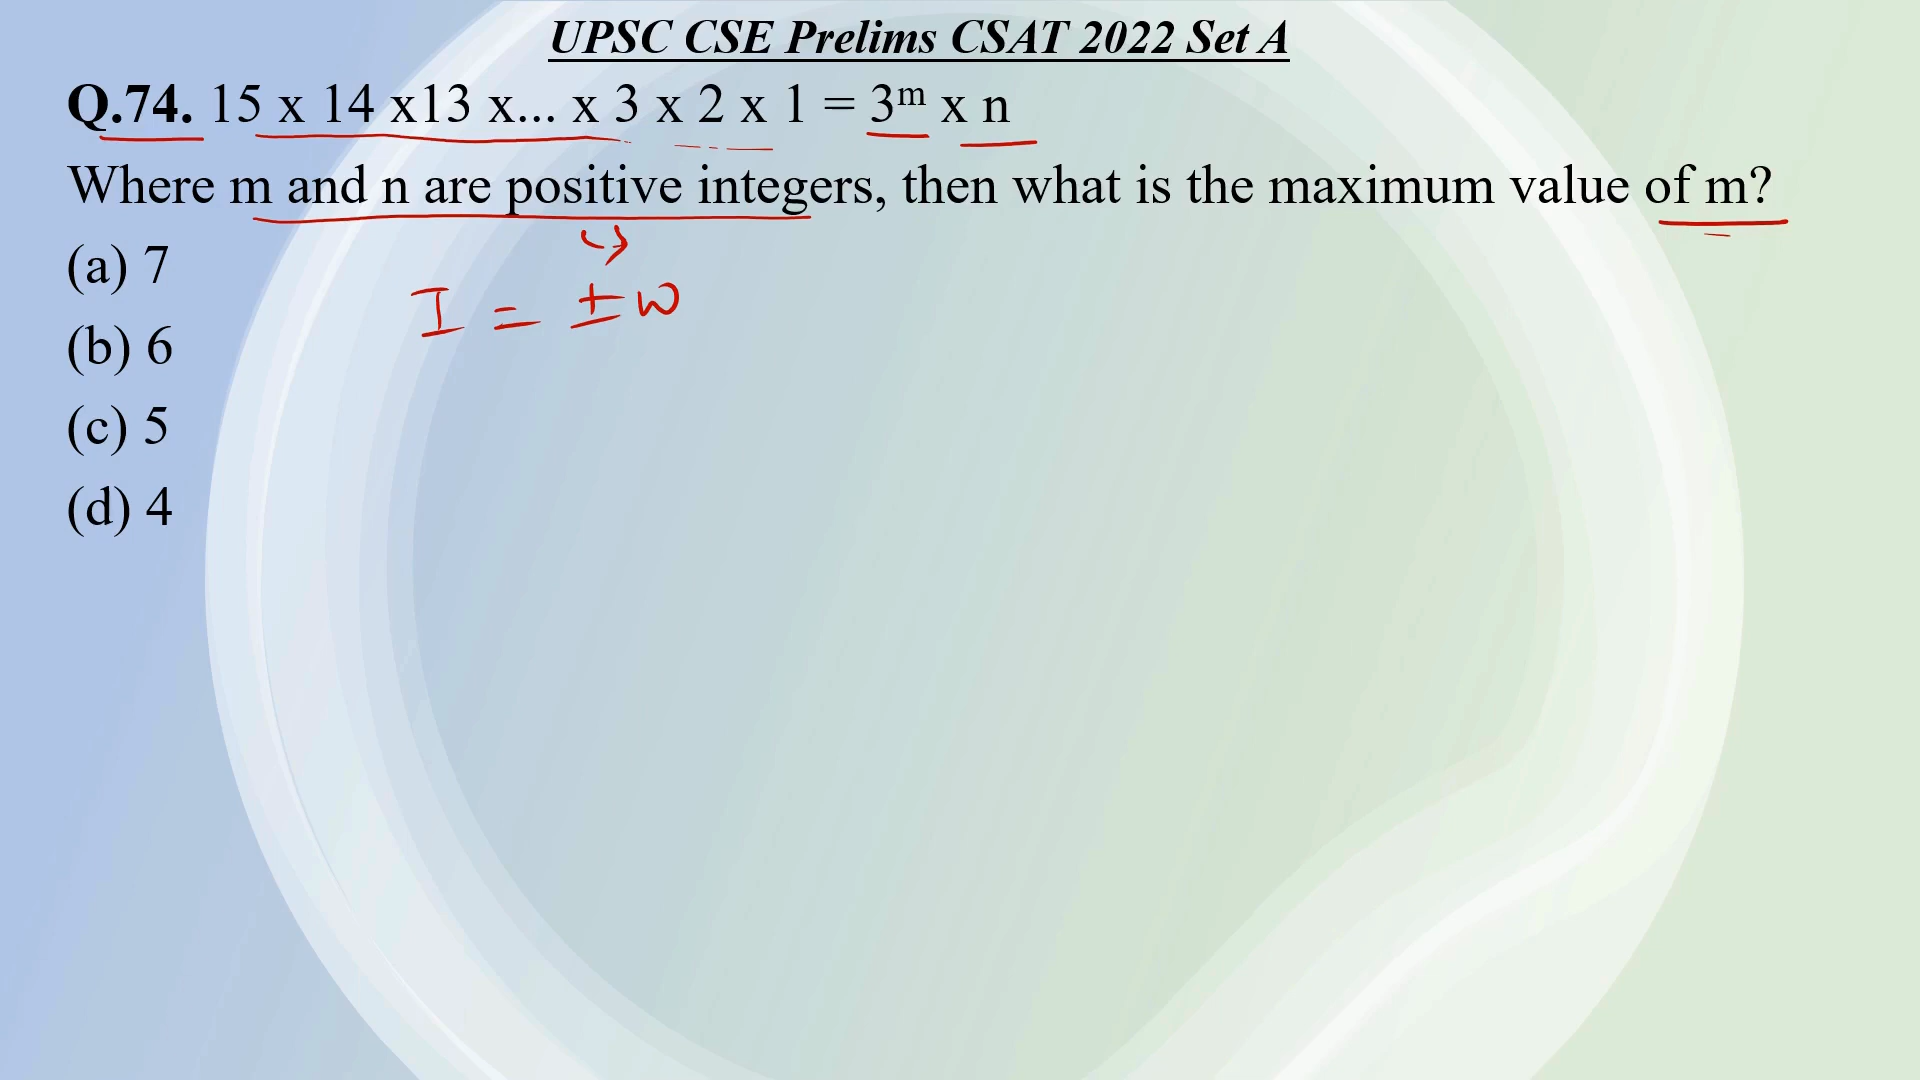 UPSC CSE Prelims CSAT 2022 Set A
Q.74. 15 x 14 x13 x... x 3 x 2 x 1 = 3ᵐ x n
Where m and n are positive integers, then what is the maximum value of m?
(a) 7
I = ±W
(b) 6
(c) 5
(d) 4